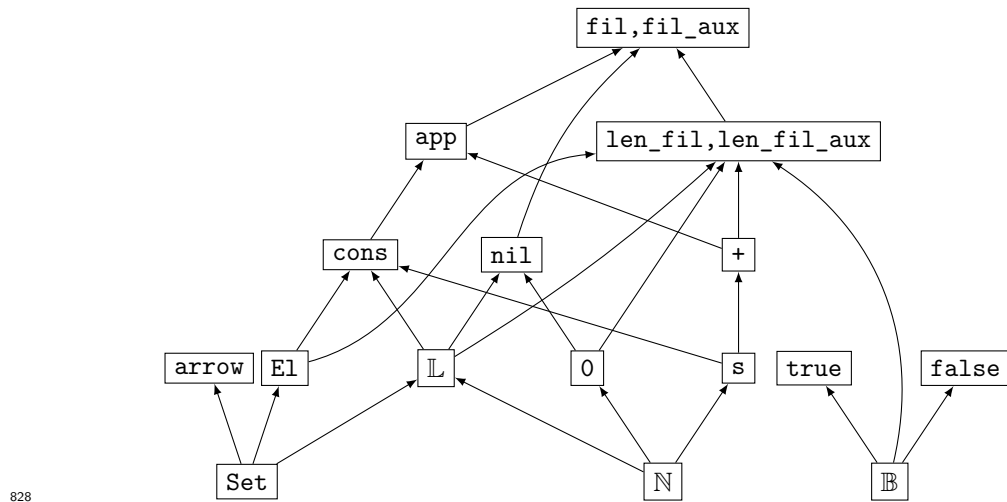 fil,fil_aux
app len_fil,len_fil_aux
cons nil +
arrow El 𝕃 0 s true false
Set ℕ 𝔹
828